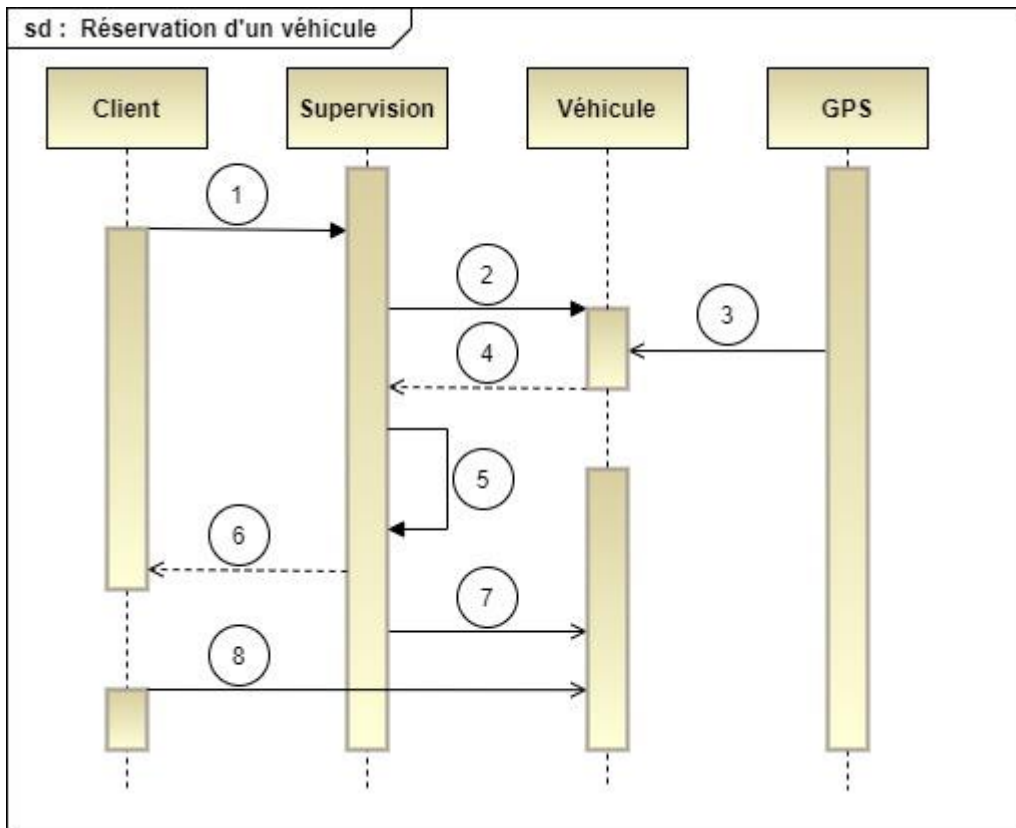 sd : Réservation d'un véhicule
Client
Supervision
Véhicule
GPS
1
2
3
4
5
6
7
8